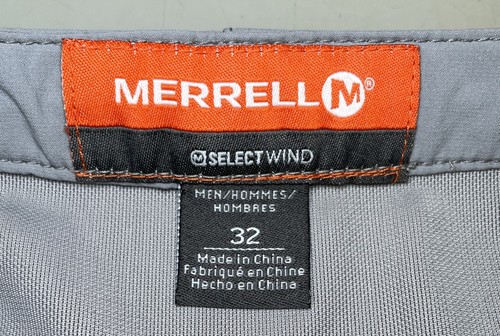 MERRELL M®
M SELECT WIND
MEN/HOMMES/
HOMBRES
32
Made in China
Fabriqué en Chine
Hecho en China